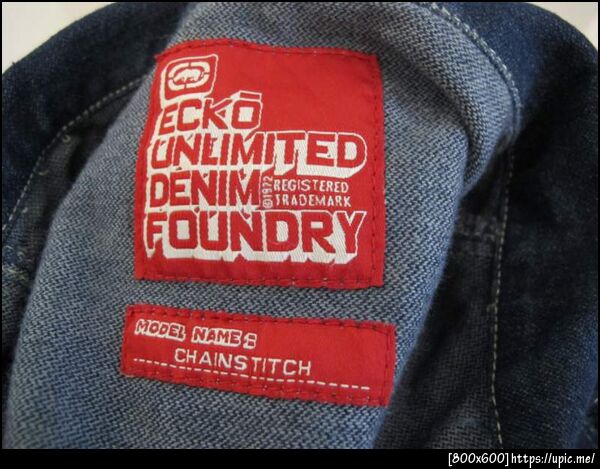 ECKŌ
UNLIMITED
DENIM
©1972
REGISTERED
TRADEMARK
FOUNDRY
MODEL NAME:
CHAINSTITCH
[800x600]https://upic.me/